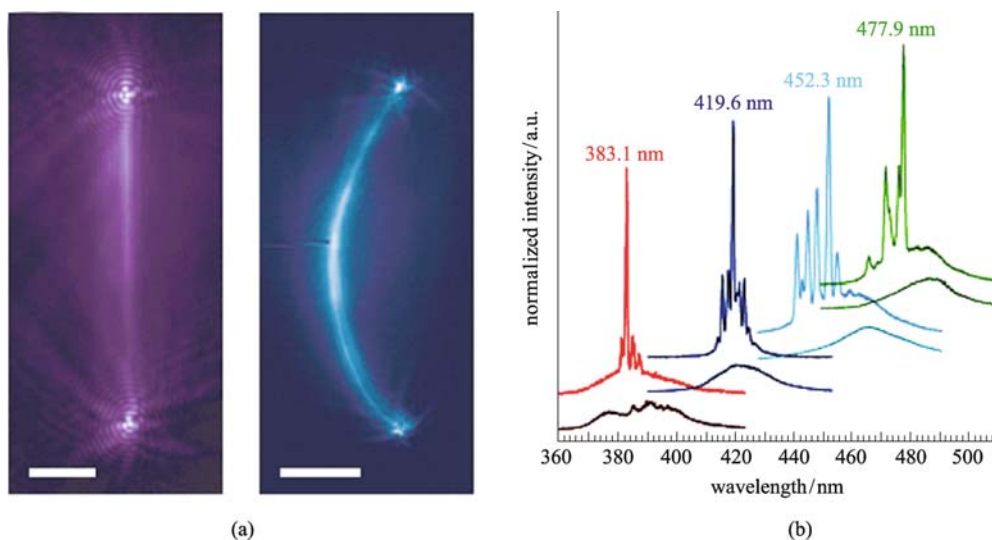 477.9 nm
452.3 nm
419.6 nm
383.1 nm
normalized intensity/a.u.
360 380 400 420 440 460 480 500
wavelength/nm
(a) (b)